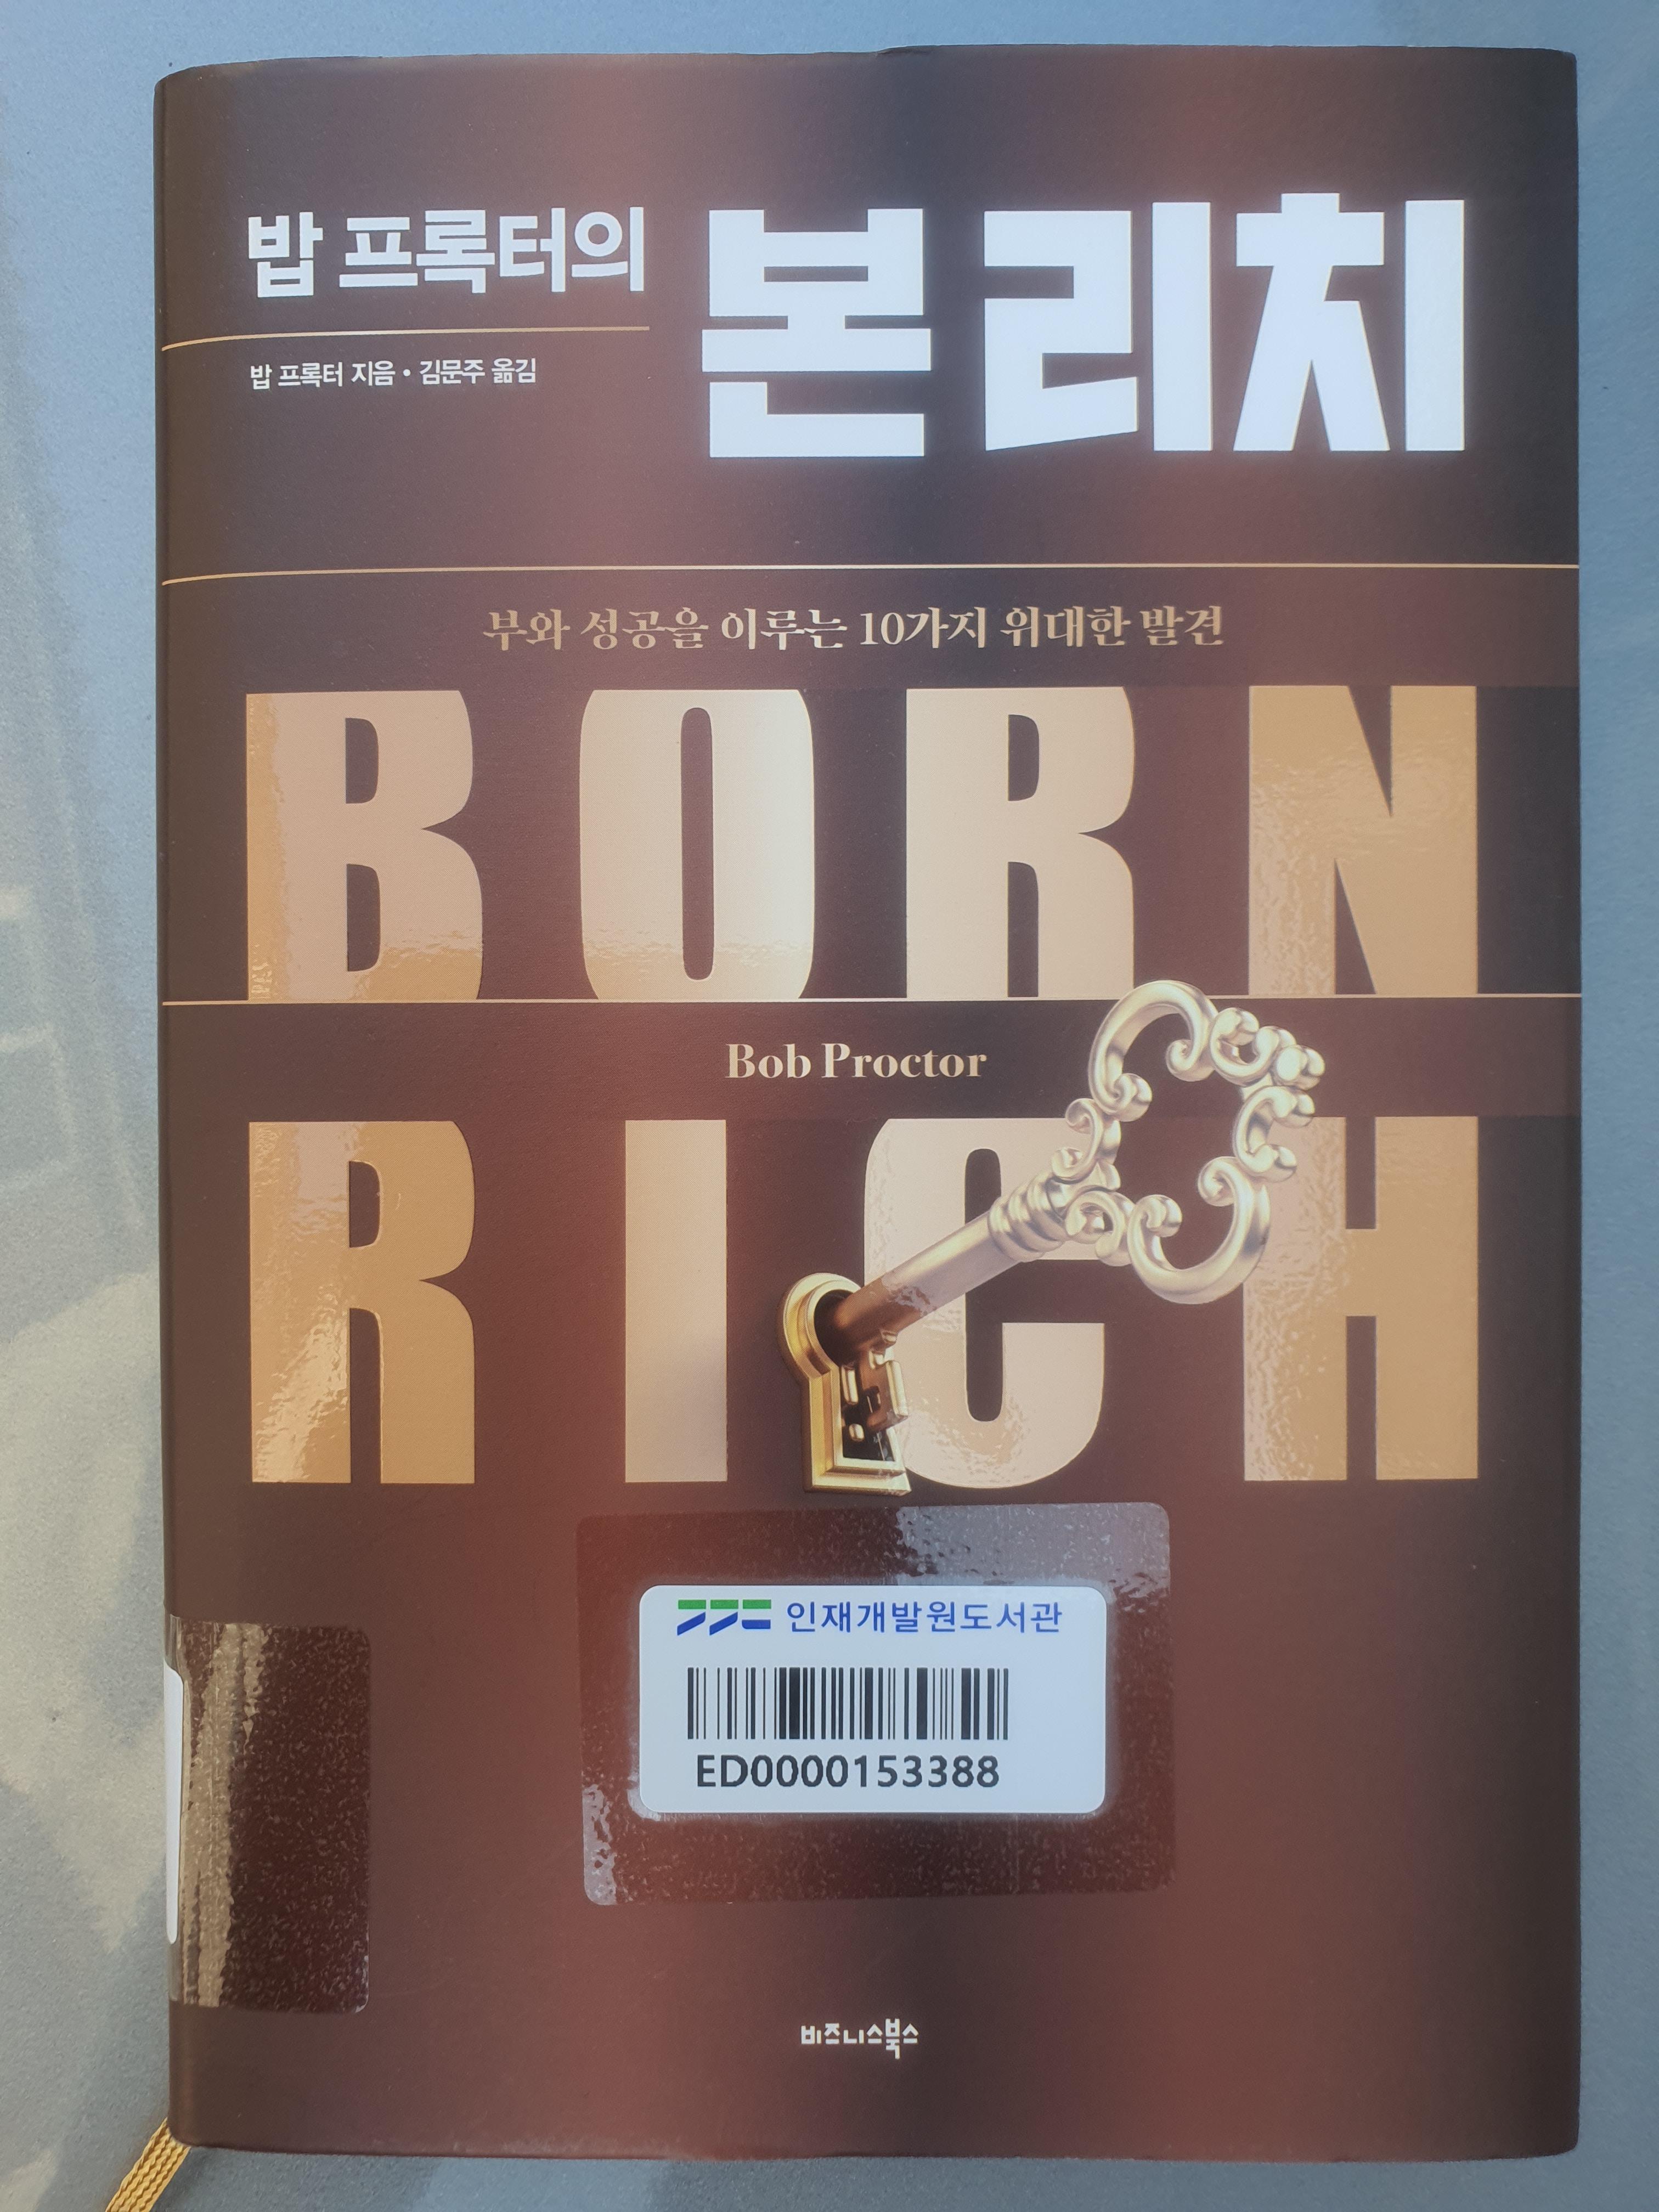 밥 프록터의 본 리치
밥 프록터 지음 • 김문주 옮김
부와 성공을 이루는 10가지 위대한 발견
BORN
Bob Proctor
RICH
인재개발원도서관
ED0000153388
비즈니스북스